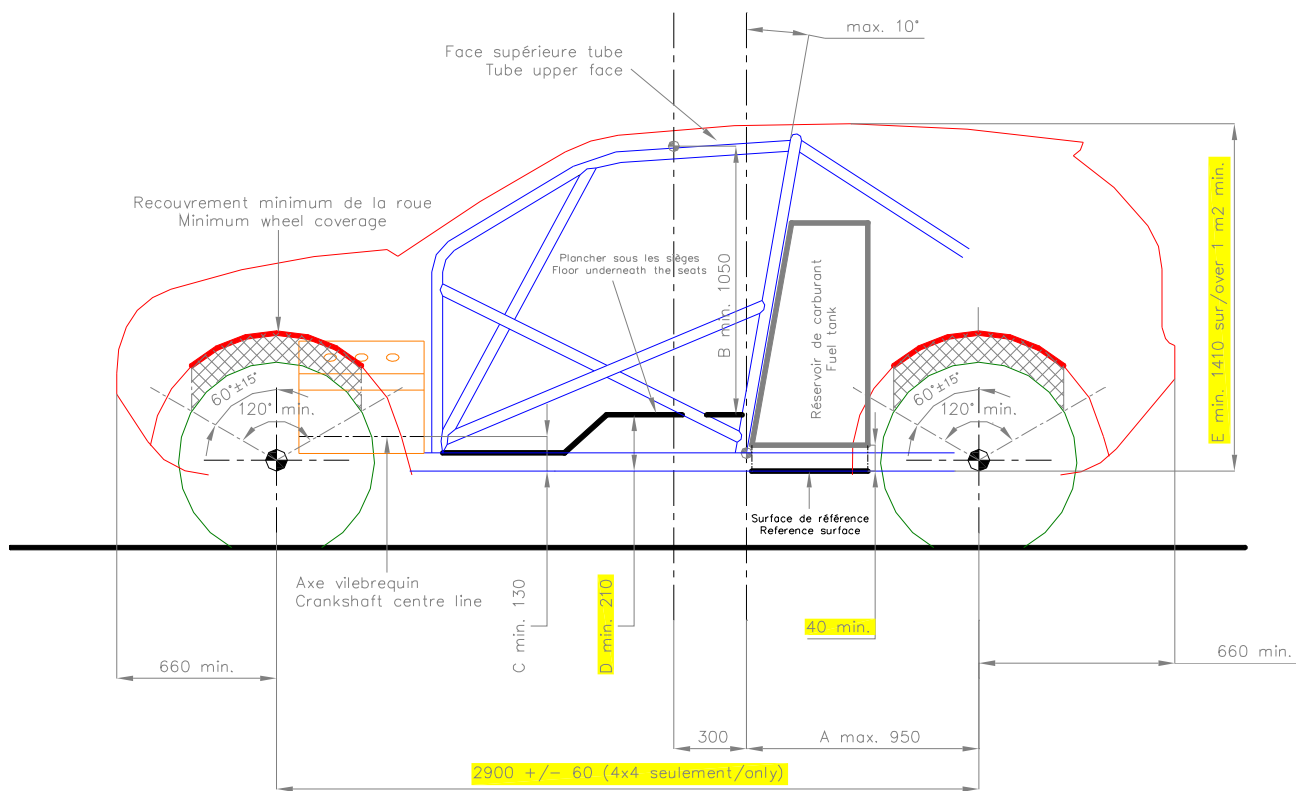 max. 10°
Face supérieure tube
Tube upper face
Recouvrement minimum de la roue
Minimum wheel coverage
Plancher sous les sièges
Floor underneath the seats
B min. 1050
E min. 1410 sur/over 1 m2 min.
Réservoir de carburant
Fuel tank
60°±15°
120° min.
60°±15°
120° min.
Surface de référence
Reference surface
Axe vilebrequin
Crankshaft centre line
C min. 130
D min. 210
40 min.
660 min.
660 min.
300
A max. 950
2900 +/- 60 (4x4 seulement/only)